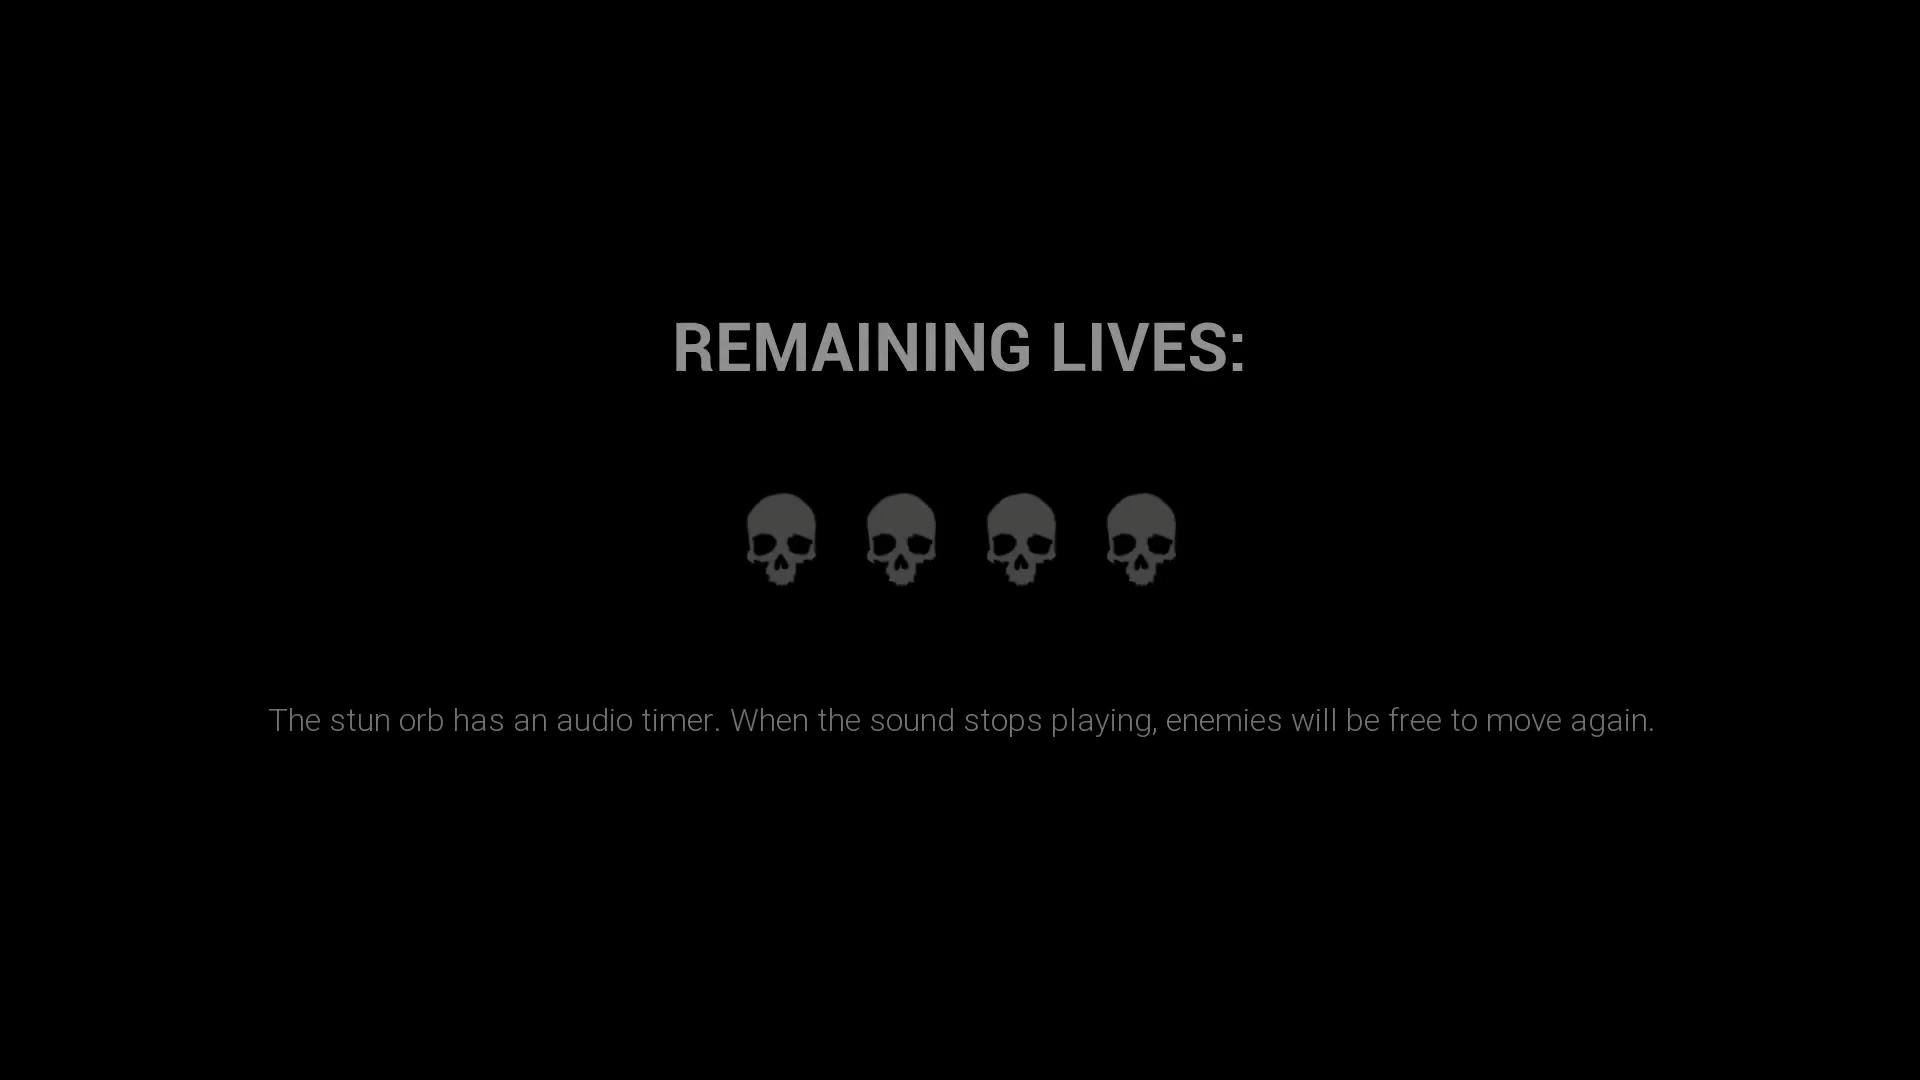 REMAINING LIVES:
The stun orb has an audio timer. When the sound stops playing, enemies will be free to move again.